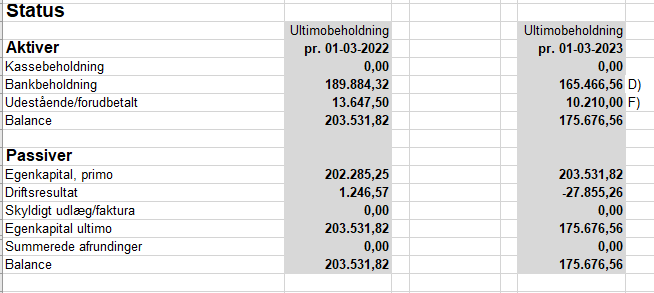 Status
Ultimobeholdning Ultimobeholdning
Aktiver pr. 01-03-2022 pr. 01-03-2023
Kassebeholdning 0,00 0,00
Bankbeholdning 189.884,32 165.466,56 D)
Udestående/forudbetalt 13.647,50 10.210,00 F)
Balance 203.531,82 175.676,56
Passiver
Egenkapital, primo 202.285,25 203.531,82
Driftsresultat 1.246,57 -27.855,26
Skyldigt udlæg/faktura 0,00 0,00
Egenkapital ultimo 203.531,82 175.676,56
Summerede afrundinger 0,00 0,00
Balance 203.531,82 175.676,56